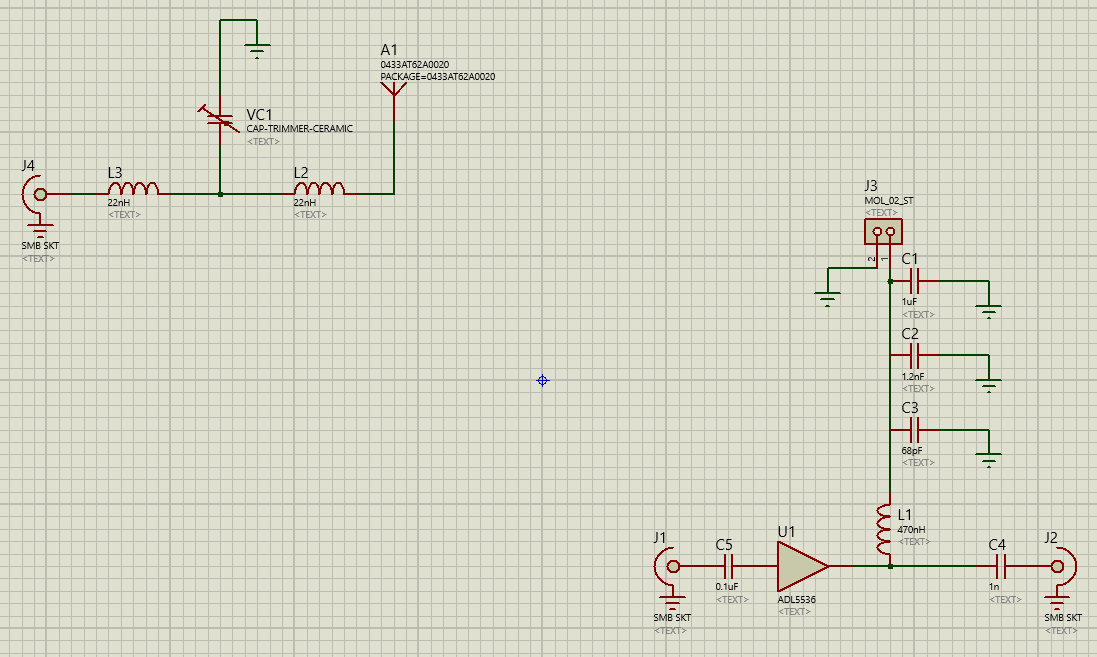 A1
0433AT62A0020
PACKAGE=0433AT62A0020
VC1
CAP-TRIMMER-CERAMIC
<TEXT>
J4
SMB SKT
<TEXT>
L3
22nH
<TEXT>
L2
22nH
<TEXT>
J3
MOL_02_ST
<TEXT>
2
1
C1
1uF
<TEXT>
C2
1.2nF
<TEXT>
C3
68pF
<TEXT>
L1
470nH
<TEXT>
J1
SMB SKT
<TEXT>
C5
0.1uF
<TEXT>
U1
ADL5536
<TEXT>
C4
1n
<TEXT>
J2
SMB SKT
<TEXT>